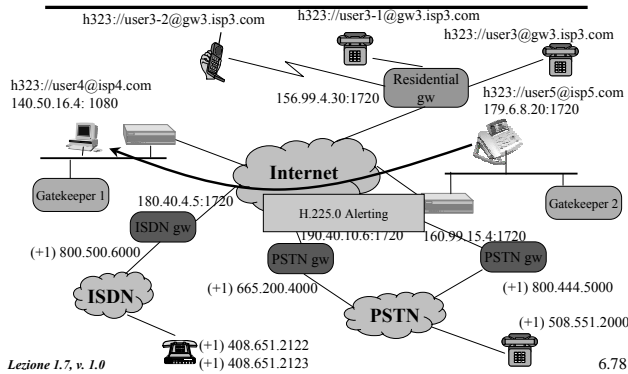 h323://user3-1@gw3.isp3.com
h323://user3-2@gw3.isp3.com
h323://user3@gw3.isp3.com
Residential
gw
h323://user4@isp4.com
140.50.16.4: 1080
156.99.4.30:1720
h323://user5@isp5.com
179.6.8.20:1720
Internet
Gatekeeper 1
180.40.4.5:1720
H.225.0 Alerting
Gatekeeper 2
ISDN gw
190.40.10.6:1720
160.99.15.4:1720
(+1) 800.500.6000
PSTN gw
PSTN gw
(+1) 665.200.4000
(+1) 800.444.5000
ISDN
PSTN
(+1) 508.551.2000
(+1) 408.651.2122
(+1) 408.651.2123
Lezione 1.7, v. 1.0
6.78